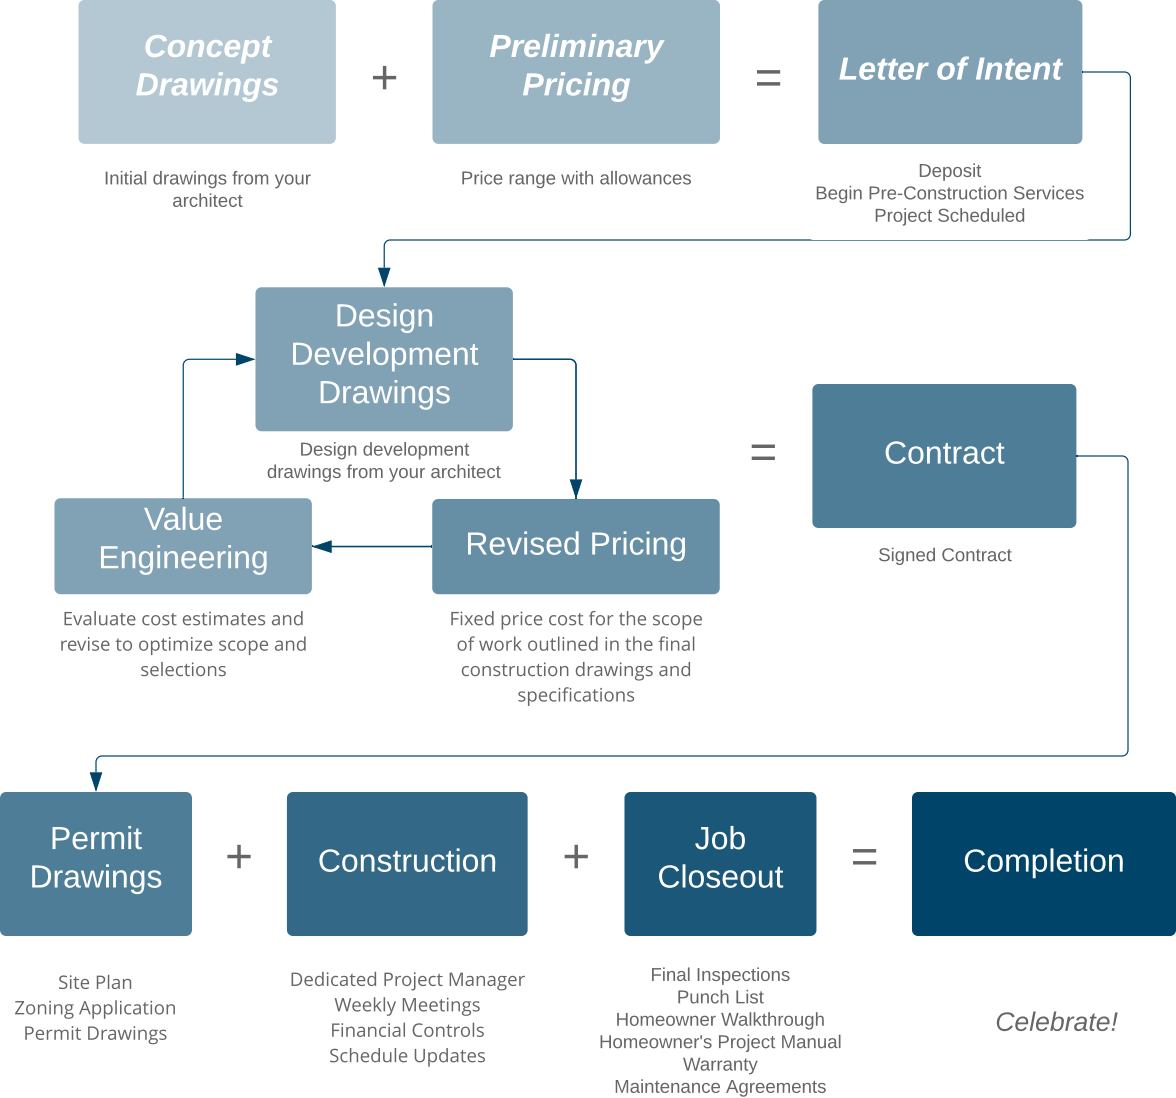 Concept
Drawings
+
Preliminary
Pricing
=
Letter of Intent
Initial drawings from your
architect
Price range with allowances
Deposit
Begin Pre-Construction Services
Project Scheduled
Design
Development
Drawings
Design development
drawings from your architect
Value
Engineering
Evaluate cost estimates and
revise to optimize scope and
selections
Revised Pricing
Fixed price cost for the scope
of work outlined in the final
construction drawings and
specifications
=
Contract
Signed Contract
Permit
Drawings
+
Construction
+
Job
Closeout
=
Completion
Site Plan
Zoning Application
Permit Drawings
Dedicated Project Manager
Weekly Meetings
Financial Controls
Schedule Updates
Final Inspections
Punch List
Homeowner Walkthrough
Homeowner's Project Manual
Warranty
Maintenance Agreements
Celebrate!